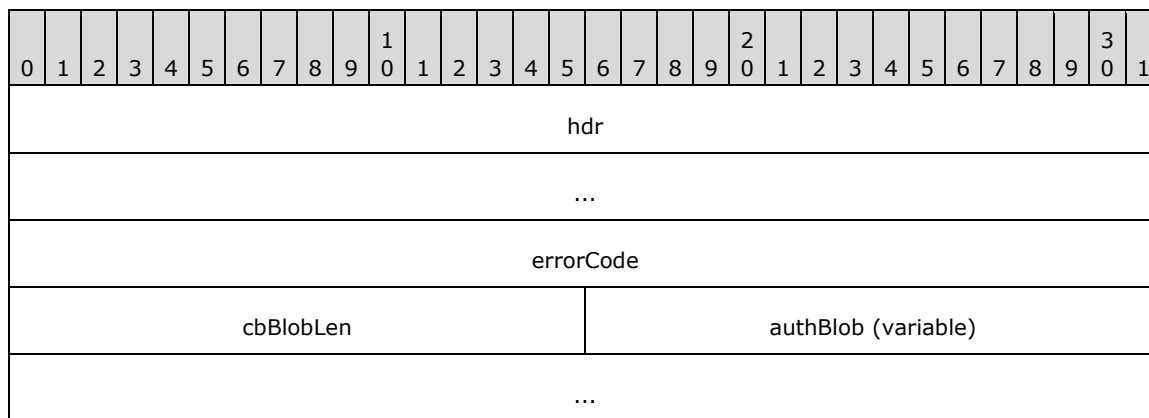 1 2 3
0 1 2 3 4 5 6 7 8 9 0 1 2 3 4 5 6 7 8 9 0 1 2 3 4 5 6 7 8 9 0 1
hdr
...
errorCode
cbBlobLen authBlob (variable)
...